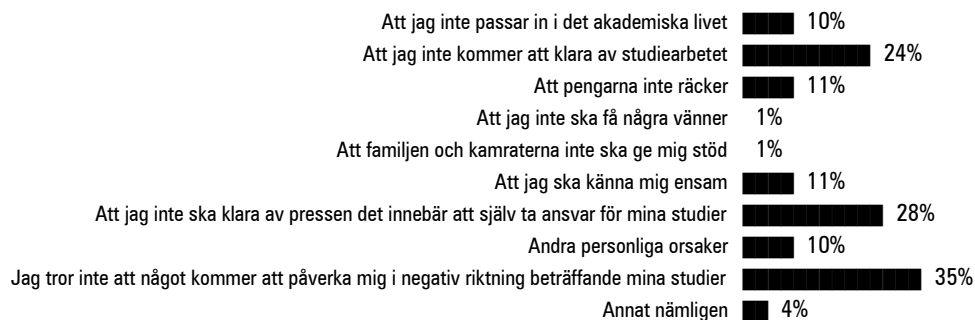 Att jag inte passar in i det akademiska livet 10%
Att jag inte kommer att klara av studiearbetet 24%
Att pengarna inte räcker 11%
Att jag inte ska få några vänner 1%
Att familjen och kamraterna inte ska ge mig stöd 1%
Att jag ska känna mig ensam 11%
Att jag inte ska klara av pressen det innebär att själv ta ansvar för mina studier 28%
Andra personliga orsaker 10%
Jag tror inte att något kommer att påverka mig i negativ riktning beträffande mina studier 35%
Annat nämligen 4%